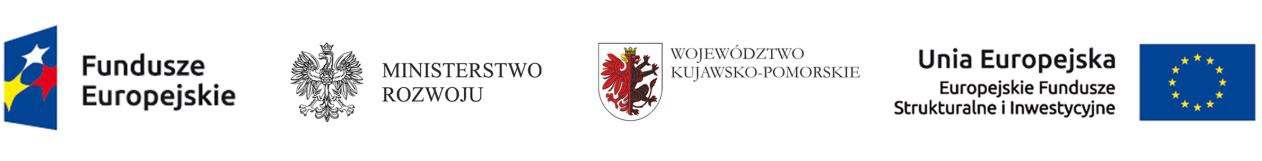 Fundusze
Europejskie
MINISTERSTWO
ROZWOJU
WOJEWÓDZTWO
KUJAWSKO-POMORSKIE
Unia Europejska
Europejskie Fundusze
Strukturalne i Inwestycyjne